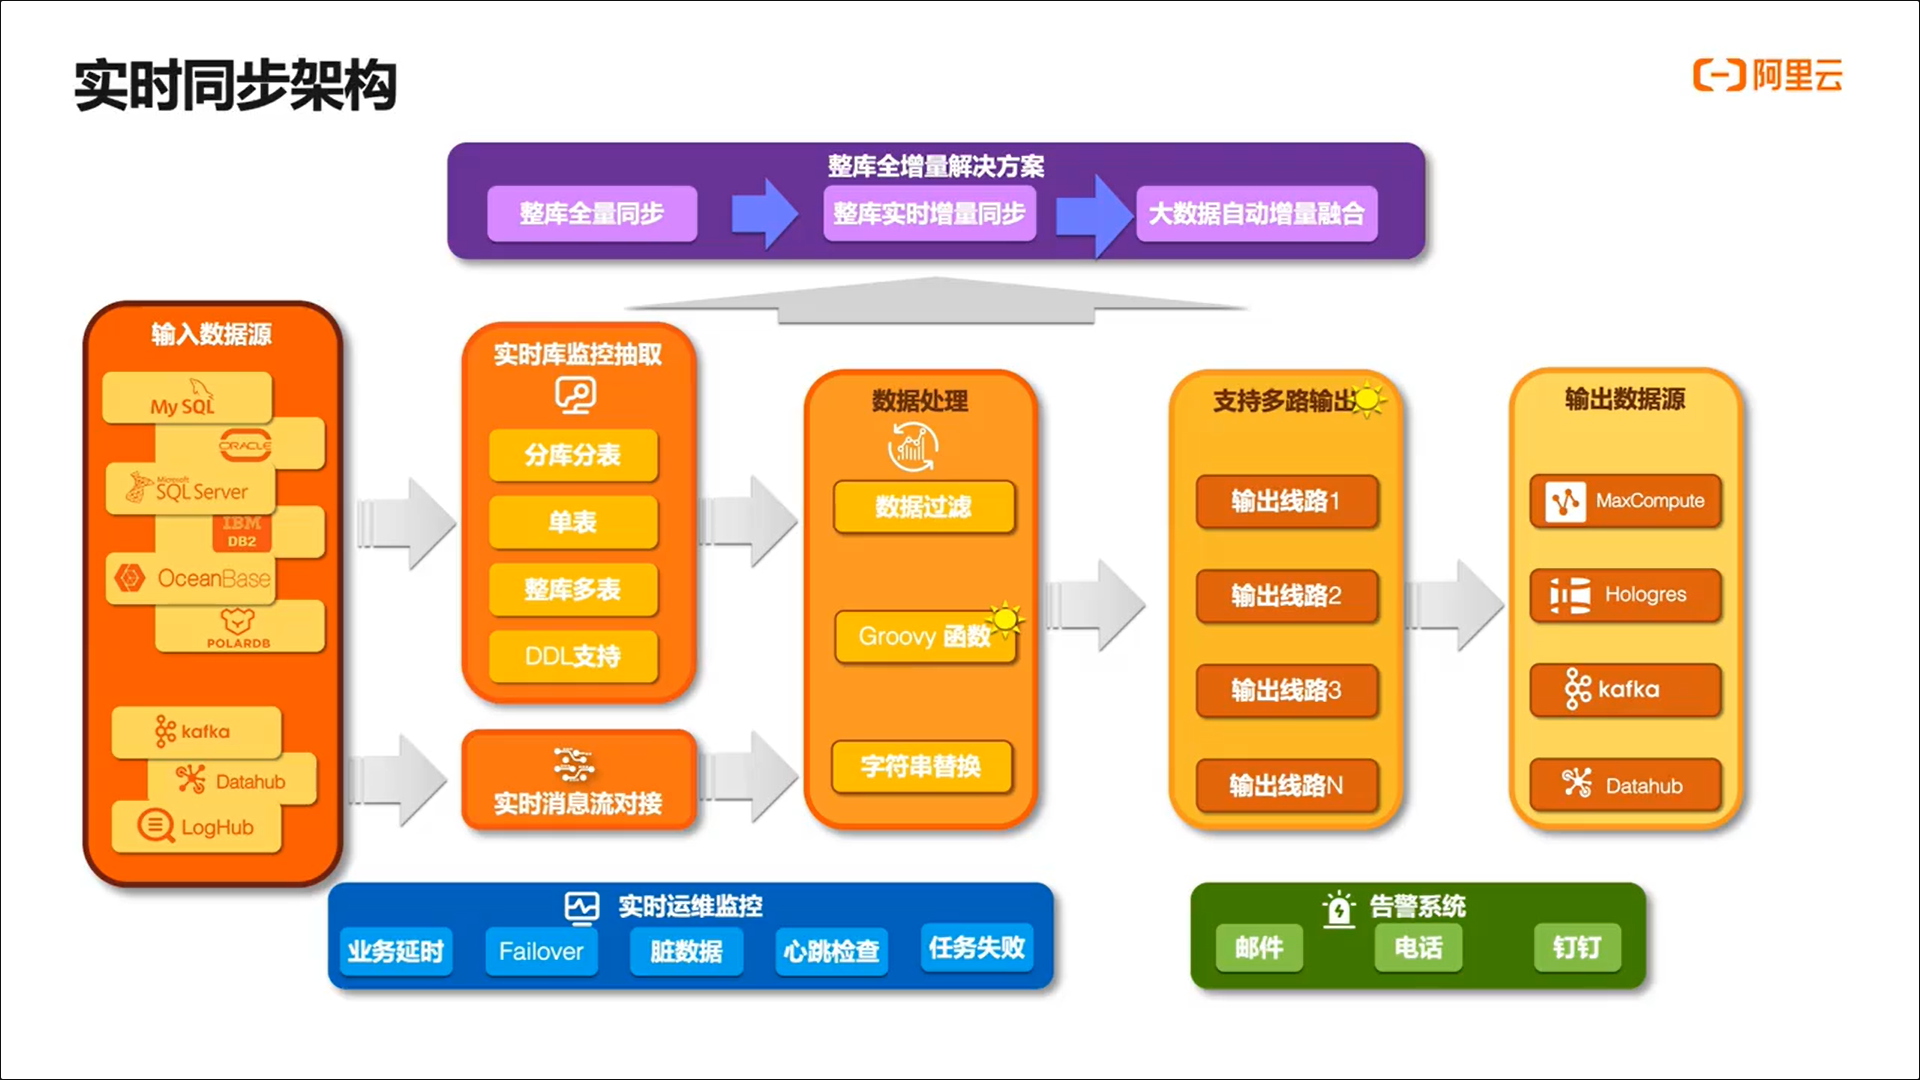 实时同步架构
阿里云
整库全增量解决方案
整库全量同步
整库实时增量同步
大数据自动增量融合
输入数据源
MySQL
ORACLE
Microsoft
SQL Server
IBM
DB2
OceanBase
POLARDB
kafka
Datahub
LogHub
实时库监控抽取
分库分表
单表
整库多表
DDL支持
实时消息流对接
数据处理
数据过滤
Groovy 函数
字符串替换
支持多路输出
输出线路1
输出线路2
输出线路3
输出线路N
输出数据源
MaxCompute
Hologres
kafka
Datahub
实时运维监控
业务延时
Failover
脏数据
心跳检查
任务失败
告警系统
邮件
电话
钉钉